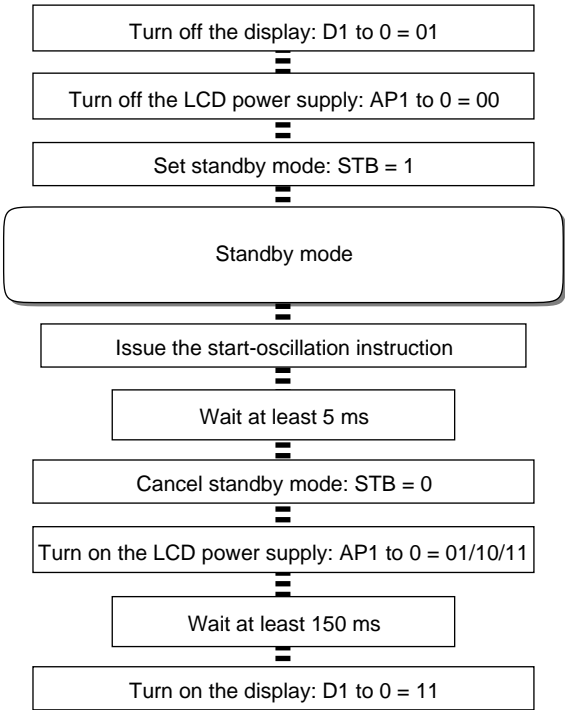 Turn off the display: D1 to 0 = 01
Turn off the LCD power supply: AP1 to 0 = 00
Set standby mode: STB = 1
Standby mode
Issue the start-oscillation instruction
Wait at least 5 ms
Cancel standby mode: STB = 0
Turn on the LCD power supply: AP1 to 0 = 01/10/11
Wait at least 150 ms
Turn on the display: D1 to 0 = 11